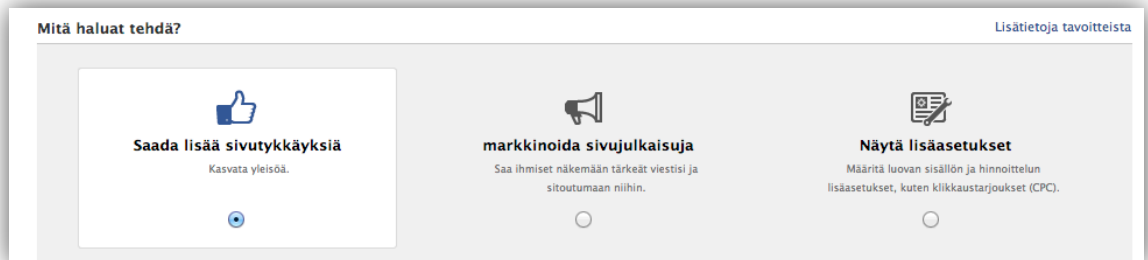 Mitä haluat tehdä?
Lisätietoja tavoitteista
Saada lisää sivutykkäyksiä
Kasvata yleisöä.
markkinoida sivujulkaisuja
Saa ihmiset näkemään tärkeät viestisi ja
sitoutumaan niihin.
Näytä lisäasetukset
Määritä luovan sisällön ja hinnoittelun
lisäasetukset, kuten klikkaustarjoukset (CPC).